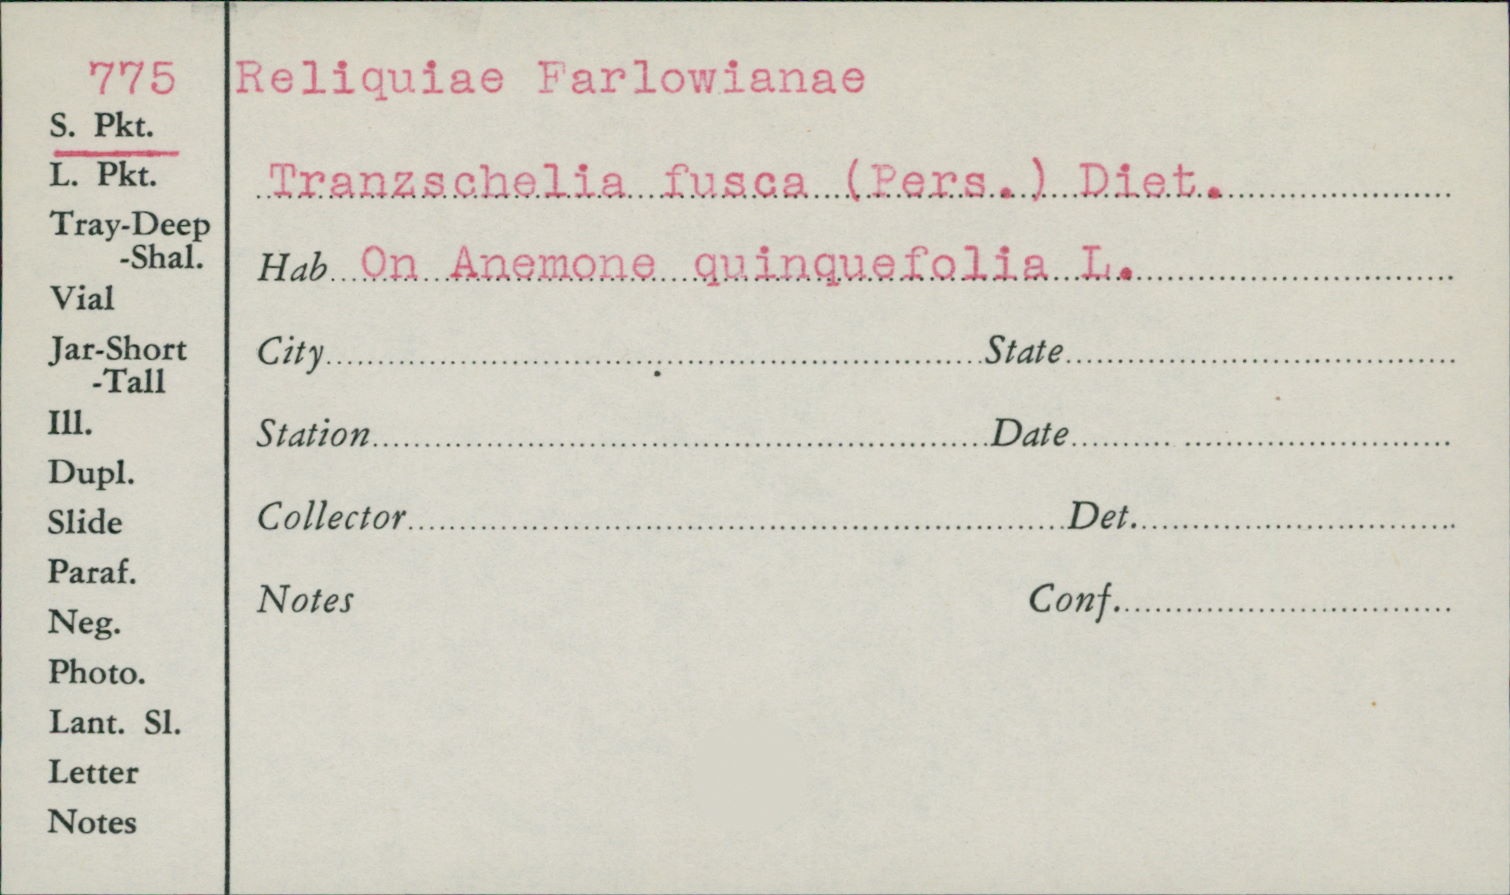 775
S. Pkt.
L. Pkt.
Tray-Deep
-Shal.
Vial
Jar-Short
-Tall
Ill.
Dupl.
Slide
Paraf.
Neg.
Photo.
Lant. Sl.
Letter
Notes
Reliquiae Farlowianae
Tranzschelia fusca (Pers.) Diet.
Hab On Anemone quinquefolia L.
City State
Station Date
Collector Det.
Notes Conf.